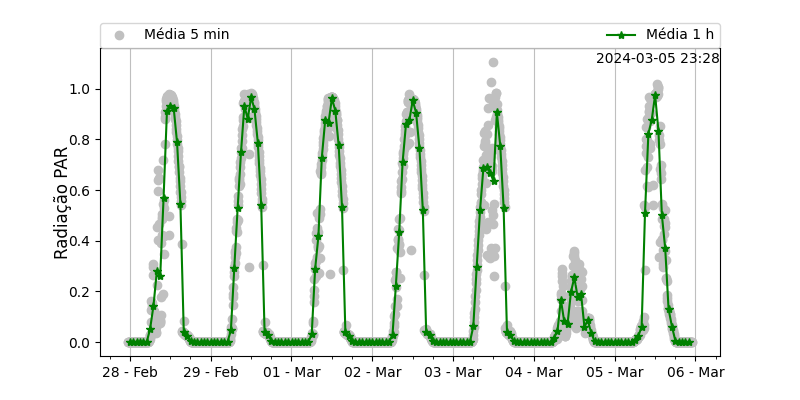 Média 5 min
Média 1 h
2024-03-05 23:28
Radiação PAR
1.0
0.8
0.6
0.4
0.2
0.0
28 - Feb 29 - Feb 01 - Mar 02 - Mar 03 - Mar 04 - Mar 05 - Mar 06 - Mar